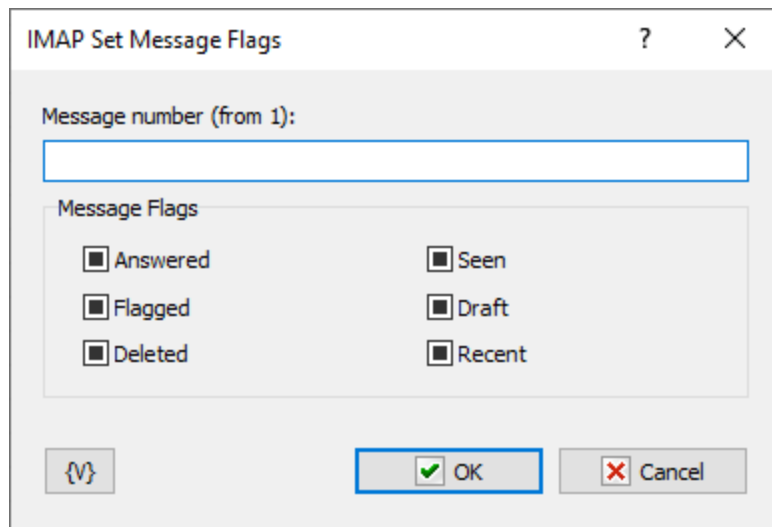 IMAP Set Message Flags ?
Message number (from 1):
Message Flags
Answered Seen
Flagged Draft
Deleted Recent
{V} OK Cancel